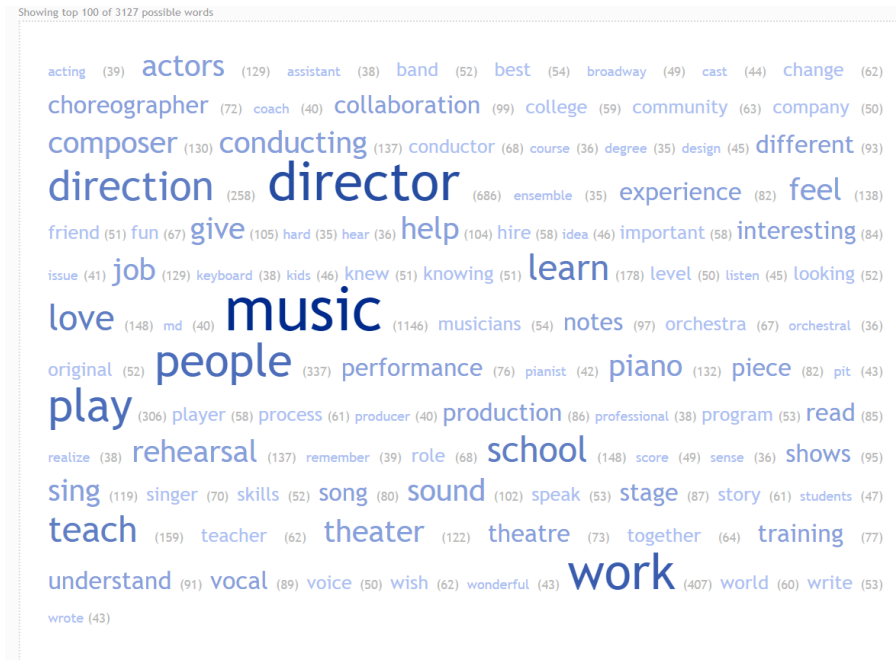 Showing top 100 of 3127 possible words
acting (39) actors (129) assistant (38) band (52) best (54) broadway (49) cast (44) change (62)
choreographer (72) coach (40) collaboration (99) college (59) community (63) company (50)
composer (130) conducting (137) conductor (68) course (36) degree (35) design (45) different (93)
direction (258) director (686) ensemble (35) experience (82) feel (138)
friend (51) fun (67) give (105) hard (35) hear (36) help (104) hire (58) idea (46) important (58) interesting (84)
issue (41) job (129) keyboard (38) kids (46) knew (51) knowing (51) learn (178) level (50) listen (45) looking (52)
love (148) md (40) music (1146) musicians (54) notes (97) orchestra (67) orchestral (36)
original (52) people (337) performance (76) pianist (42) piano (132) piece (82) pit (43)
play (306) player (58) process (61) producer (40) production (86) professional (38) program (53) read (85)
realize (38) rehearsal (137) remember (39) role (68) school (148) score (49) sense (36) shows (95)
sing (119) singer (70) skills (52) song (80) sound (102) speak (53) stage (87) story (61) students (47)
teach (159) teacher (62) theater (122) theatre (73) together (64) training (77)
understand (91) vocal (89) voice (50) wish (62) wonderful (43) work (407) world (60) write (53)
wrote (43)